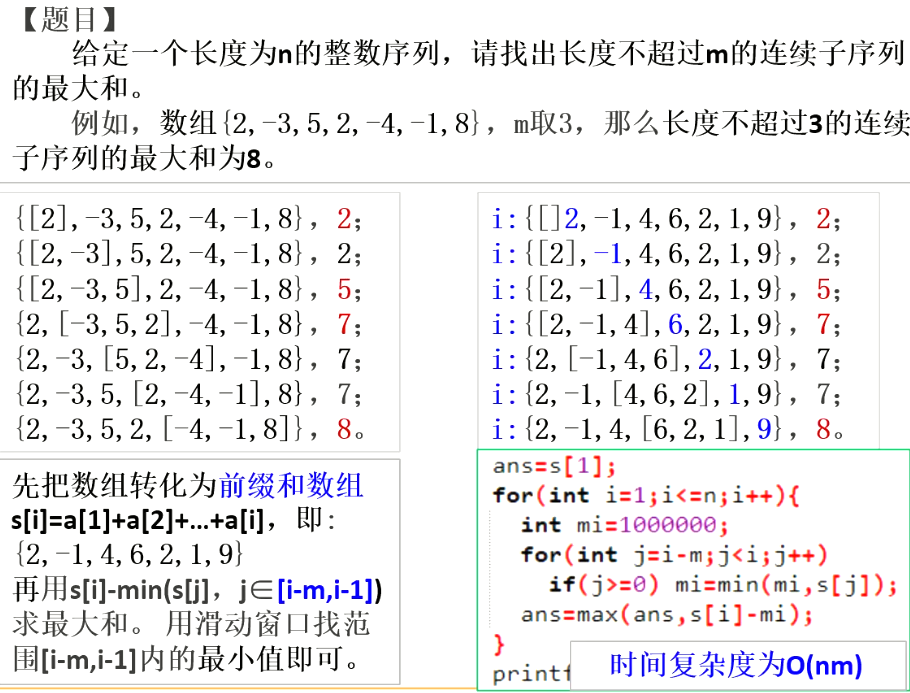 【题目】
给定一个长度为n的整数序列，请找出长度不超过m的连续子序列
的最大和。
例如，数组{2,-3,5,2,-4,-1,8}，m取3，那么长度不超过3的连续
子序列的最大和为8。
{[2],-3,5,2,-4,-1,8}，2；
{[2,-3],5,2,-4,-1,8}，2；
{[2,-3,5],2,-4,-1,8}，5；
{2,[-3,5,2],-4,-1,8}，7；
{2,-3,[5,2,-4],-1,8}，7；
{2,-3,5,[2,-4,-1],8}，7；
{2,-3,5,2,[-4,-1,8]}，8。
i:{[]2,-1,4,6,2,1,9}，2；
i:{[2],-1,4,6,2,1,9}，2；
i:{[2,-1],4,6,2,1,9}，5；
i:{[2,-1,4],6,2,1,9}，7；
i:{2,[-1,4,6],2,1,9}，7；
i:{2,-1,[4,6,2],1,9}，7；
i:{2,-1,4,[6,2,1],9}，8。
先把数组转化为前缀和数组
s[i]=a[1]+a[2]+…+a[i]，即：
{2,-1,4,6,2,1,9}
再用s[i]-min(s[j]，j∈[i-m,i-1])
求最大和。 用滑动窗口找范
围[i-m,i-1]内的最小值即可。
ans=s[1];
for(int i=1;i<=n;i++){
int mi=1000000;
for(int j=i-m;j<i;j++)
if(j>=0) mi=min(mi,s[j]);
ans=max(ans,s[i]-mi);
}
printf
时间复杂度为O(nm)